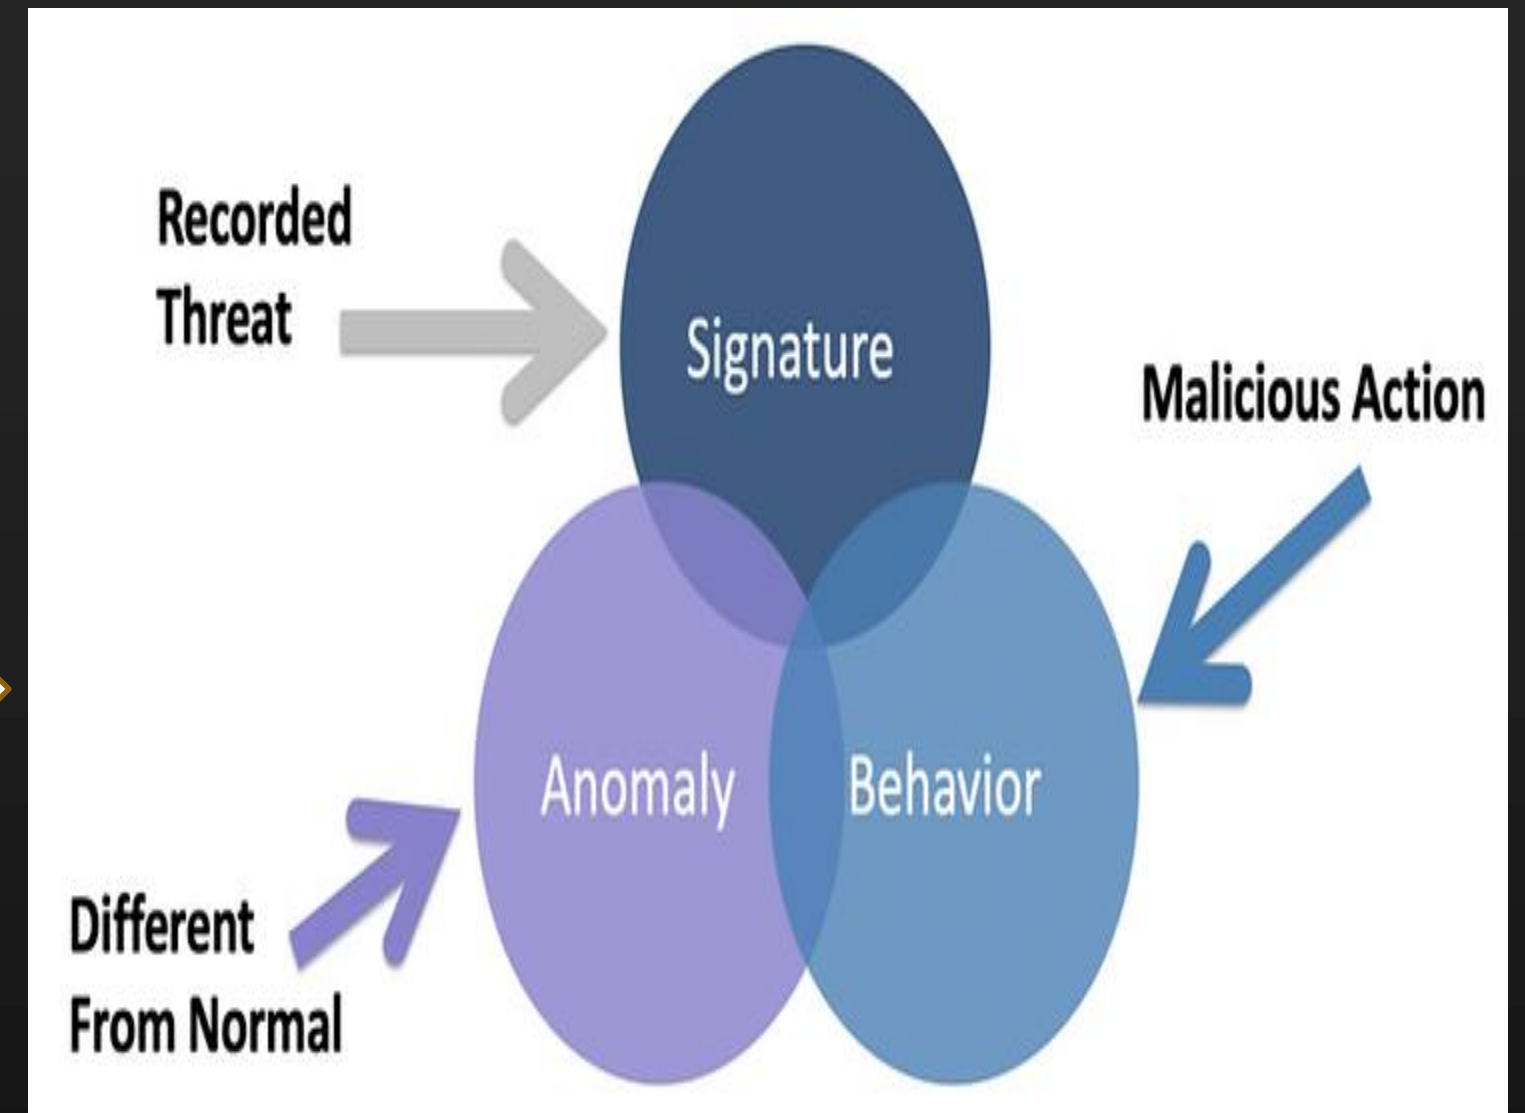 Recorded
Threat
Signature
Malicious Action
Anomaly
Behavior
Different
From Normal